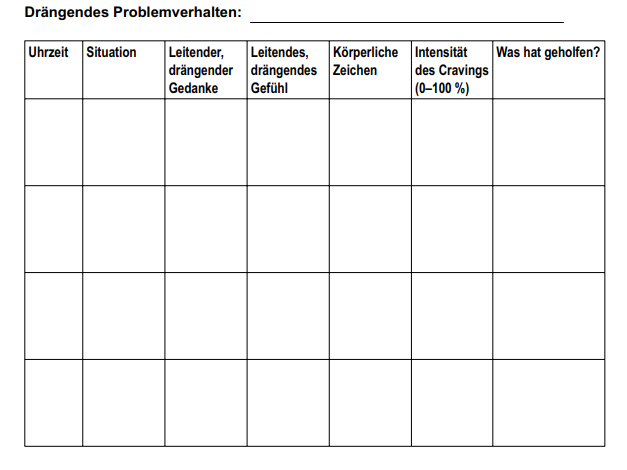 Drängendes Problemverhalten:
Uhrzeit
Situation
Leitender,
drängender
Gedanke
Leitendes,
drängendes
Gefühl
Körperliche
Zeichen
Intensität
des Cravings
(0–100 %)
Was hat geholfen?